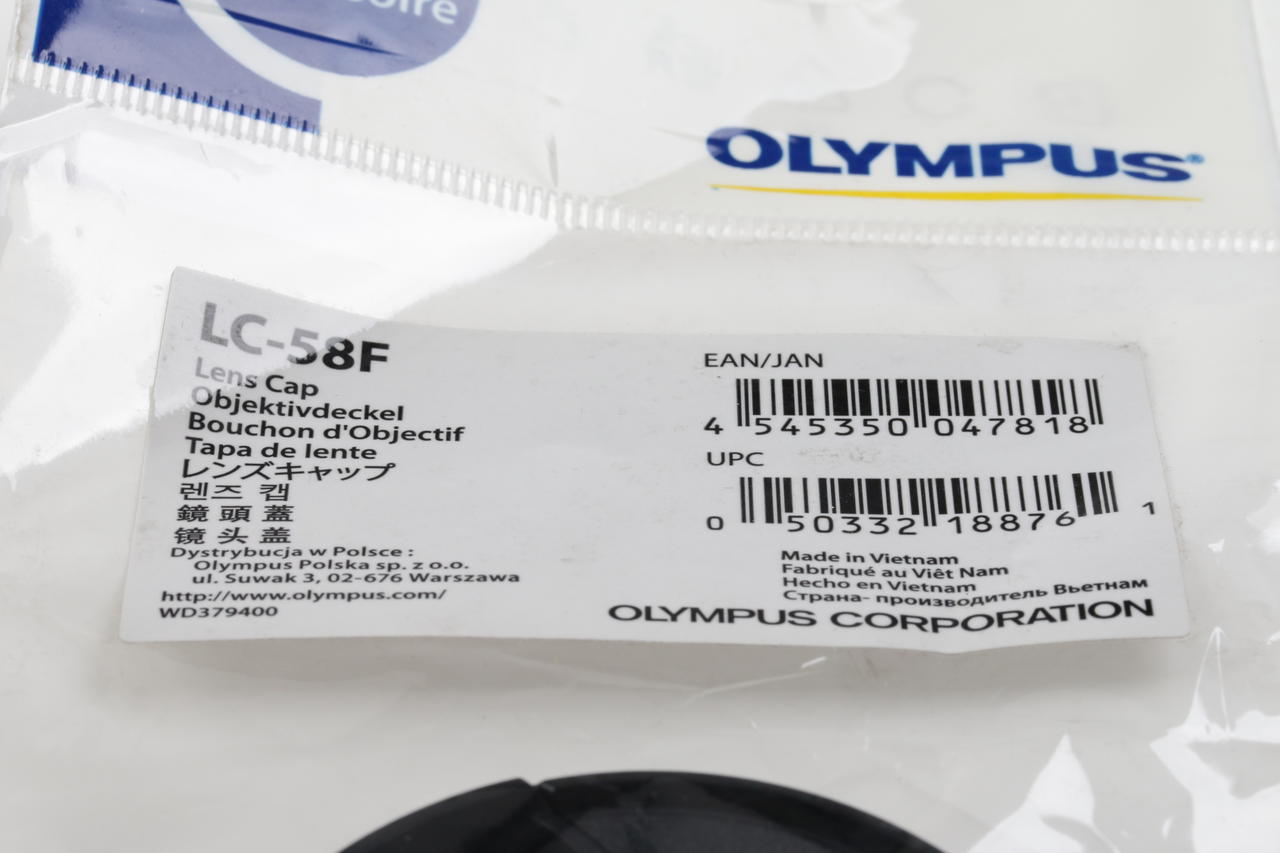 OLYMPUS®
LC-58F
Lens Cap
Objektivdeckel
Bouchon d'Objectif
Tapa de lente
レンズキャップ
렌즈 캡
鏡頭蓋
镜头盖
Dystrybucja w Polsce :
Olympus Polska sp. z o.o.
ul. Suwak 3, 02-676 Warszawa
http://www.olympus.com/
WD379400
EAN/JAN
4 545350 047818
UPC
0 50332 18876 1
Made in Vietnam
Fabriqué au Viêt Nam
Hecho en Vietnam
Страна- производитель Вьетнам
OLYMPUS CORPORATION